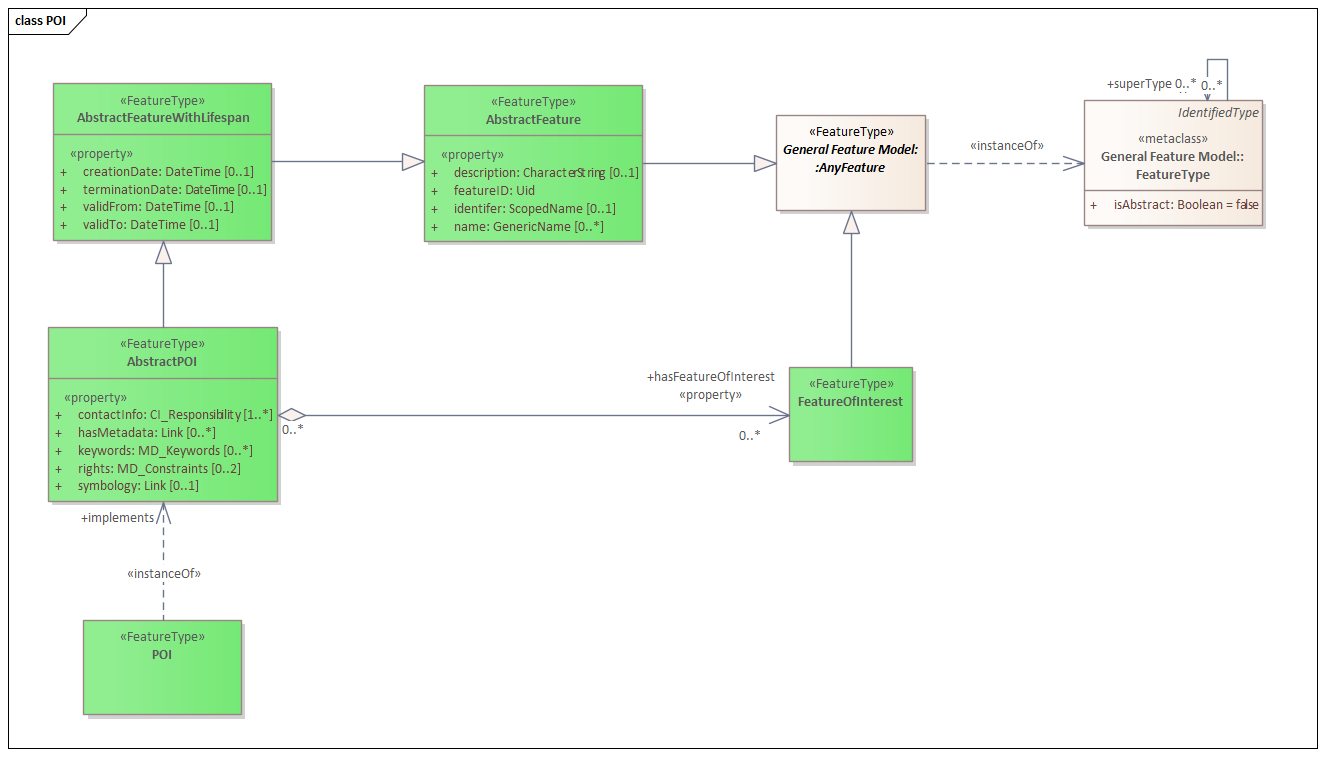 class POI
«FeatureType»
AbstractFeatureWithLifespan
«property»
+ creationDate: DateTime [0..1]
+ terminationDate: DateTime [0..1]
+ validFrom: DateTime [0..1]
+ validTo: DateTime [0..1]
«FeatureType»
AbstractFeature
«property»
+ description: CharacterString [0..1]
+ featureID: Uid
+ identifer: ScopedName [0..1]
+ name: GenericName [0..*]
«FeatureType»
General Feature Model:
:AnyFeature
«instanceOf»
+superType 0..* 0..*
IdentifiedType
«metaclass»
General Feature Model::
FeatureType
+ isAbstract: Boolean = false
«FeatureType»
AbstractPOI
«property»
+ contactInfo: CI_Responsibility [1..*]
+ hasMetadata: Link [0..*]
+ keywords: MD_Keywords [0..*]
+ rights: MD_Constraints [0..2]
+ symbology: Link [0..1]
0..*
+hasFeatureOfInterest
«property»
0..*
«FeatureType»
FeatureOfInterest
+implements
«instanceOf»
«FeatureType»
POI